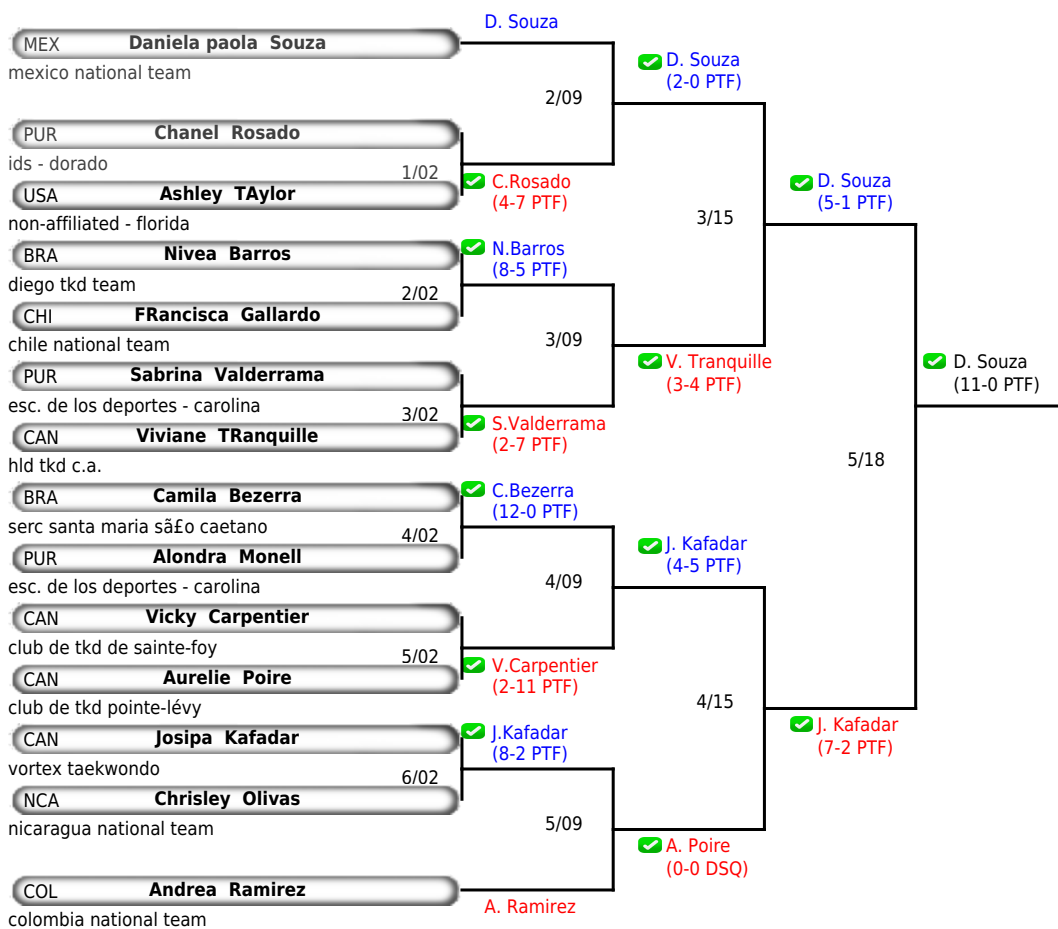 D. Souza
MEX Daniela paola Souza
mexico national team
D. Souza
(2-0 PTF)
2/09
PUR Chanel Rosado
ids - dorado
1/02
C.Rosado
(4-7 PTF)
USA Ashley TAylor
non-affiliated - florida
D. Souza
(5-1 PTF)
3/15
BRA Nivea Barros
diego tkd team
N.Barros
(8-5 PTF)
2/02
CHI FRancisca Gallardo
chile national team
3/09
V. Tranquille
(3-4 PTF)
D. Souza
(11-0 PTF)
PUR Sabrina Valderrama
esc. de los deportes - carolina
3/02
S.Valderrama
(2-7 PTF)
CAN Viviane TRanquille
hld tkd c.a.
5/18
BRA Camila Bezerra
serc santa maria sã£o caetano
C.Bezerra
(12-0 PTF)
4/02
PUR Alondra Monell
esc. de los deportes - carolina
J. Kafadar
(4-5 PTF)
4/09
CAN Vicky Carpentier
club de tkd de sainte-foy
5/02
V.Carpentier
(2-11 PTF)
CAN Aurelie Poire
club de tkd pointe-lévy
4/15
J. Kafadar
(7-2 PTF)
CAN Josipa Kafadar
vortex taekwondo
J.Kafadar
(8-2 PTF)
6/02
NCA Chrisley Olivas
nicaragua national team
5/09
A. Poire
(0-0 DSQ)
COL Andrea Ramirez
colombia national team
A. Ramirez